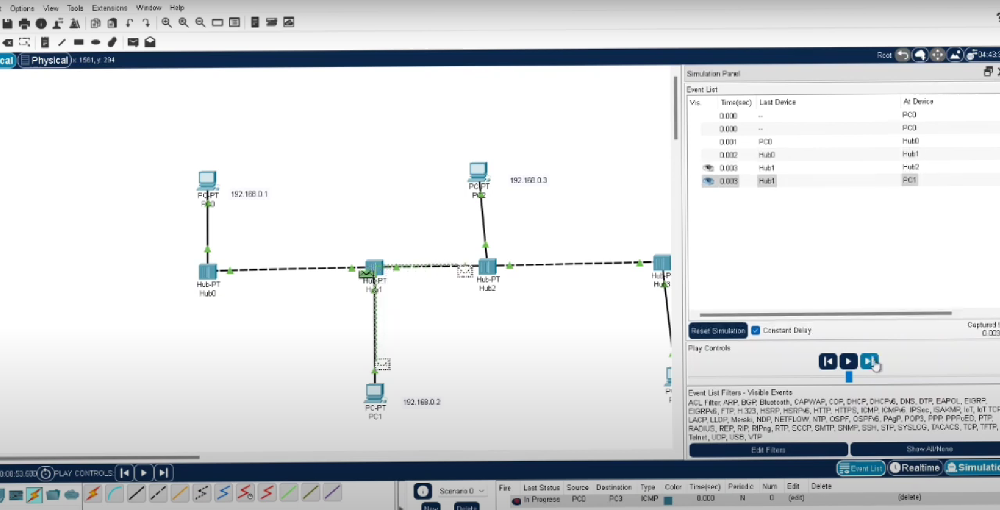 Options View Tools Extensions Window Help
Physical x: 1561, y: 294
Root
04:43:3
Simulation Panel
Event List
Vis. Time(sec) Last Device At Device
0.000 -- PC0
0.000 -- PC0
0.001 PC0 Hub0
0.002 Hub0 Hub1
0.003 Hub1 Hub2
0.003 Hub1 PC1
PC-PT
PC0
192.168.0.1
PC-PT
PC2
192.168.0.3
Hub-PT
Hub0
Hub-PT
Hub1
Hub-PT
Hub2
Hub-P
Hub3
PC-PT
PC1
192.168.0.2
Reset Simulation Constant Delay
Captured t
0.003
Play Controls
Event List Filters - Visible Events
ACL Filter, ARP, BGP, Bluetooth, CAPWAP, CDP, DHCP, DHCPv6, DNS, DTP, EAPOL, EIGRP,
EIGRPv6, FTP, H.323, HSRP, HSRPv6, HTTP, HTTPS, ICMP, ICMPv6, IPSec, ISAKMP, IoT, IoT TCP
LACP, LLDP, Meraki, NDP, NETFLOW, NTP, OSPF, OSPFv6, PAgP, POP3, PPP, PPPoED, PTP,
RADIUS, REP, RIP, RIPng, RTP, SCCP, SMTP, SNMP, SSH, STP, SYSLOG, TACACS, TCP, TFTP,
Telnet, UDP, USB, VTP
Edit Filters Show All/None
PLAY CONTROLS:
Event List Realtime Simulatio
Scenario 0
New Delete
Fire Last Status Source Destination Type Color Time(sec) Periodic Num Edit Delete
In Progress PC0 PC3 ICMP 0.000 N 0 (edit) (delete)